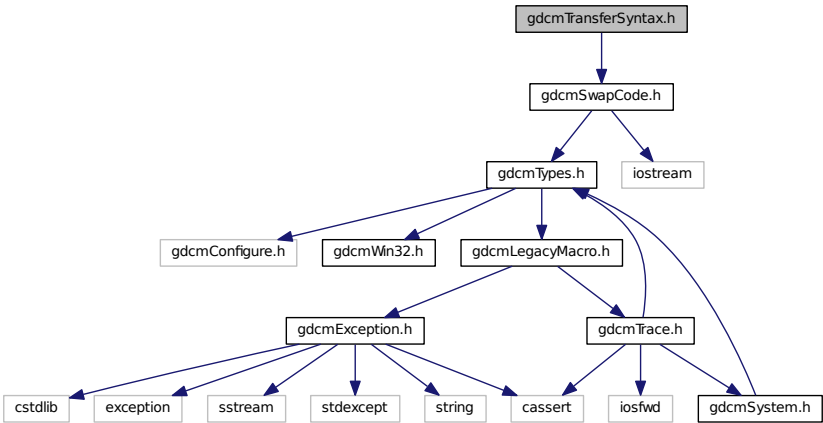 gdcmTransferSyntax.h
gdcmSwapCode.h
gdcmTypes.h
iostream
gdcmConfigure.h
gdcmWin32.h
gdcmLegacyMacro.h
gdcmException.h
gdcmTrace.h
cstdlib
exception
sstream
stdexcept
string
cassert
iosfwd
gdcmSystem.h